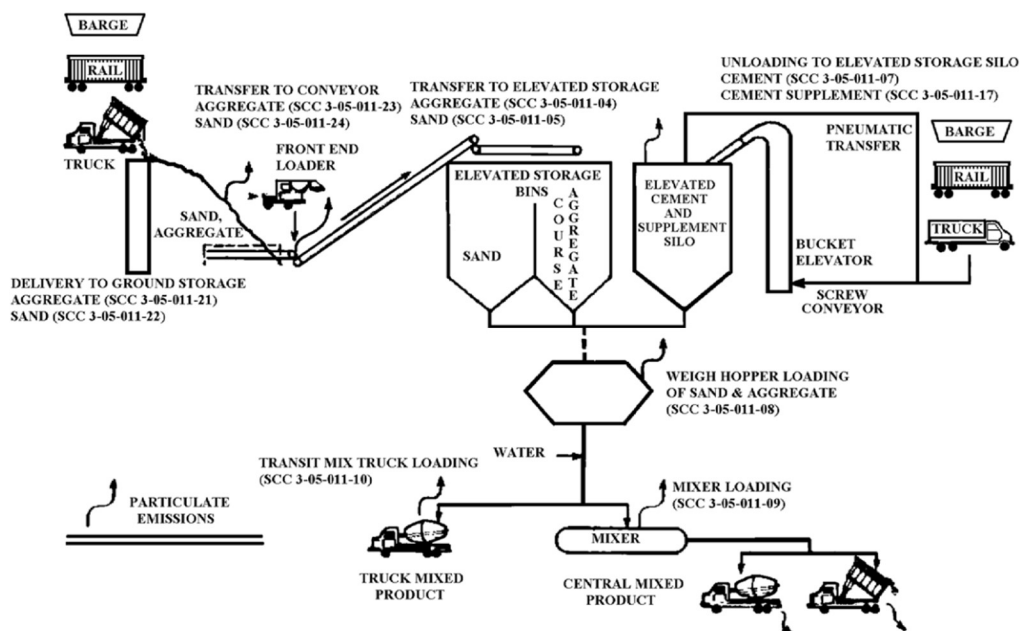 BARGE
RAIL
TRUCK
TRANSFER TO CONVEYOR
AGGREGATE (SCC 3-05-011-23)
SAND (SCC 3-05-011-24)
FRONT END
LOADER
TRANSFER TO ELEVATED STORAGE
AGGREGATE (SCC 3-05-011-04)
SAND (SCC 3-05-011-05)
UNLOADING TO ELEVATED STORAGE SILO
CEMENT (SCC 3-05-011-07)
CEMENT SUPPLEMENT (SCC 3-05-011-17)
PNEUMATIC
TRANSFER
BARGE
RAIL
TRUCK
SAND,
AGGREGATE
ELEVATED STORAGE
BINS
SAND
COURSE
AGGREGATE
ELEVATED
CEMENT
AND
SUPPLEMENT
SILO
BUCKET
ELEVATOR
SCREW
CONVEYOR
DELIVERY TO GROUND STORAGE
AGGREGATE (SCC 3-05-011-21)
SAND (SCC 3-05-011-22)
WEIGH HOPPER LOADING
OF SAND & AGGREGATE
(SCC 3-05-011-08)
WATER
TRANSIT MIX TRUCK LOADING
(SCC 3-05-011-10)
MIXER LOADING
(SCC 3-05-011-09)
PARTICULATE
EMISSIONS
MIXER
TRUCK MIXED
PRODUCT
CENTRAL MIXED
PRODUCT